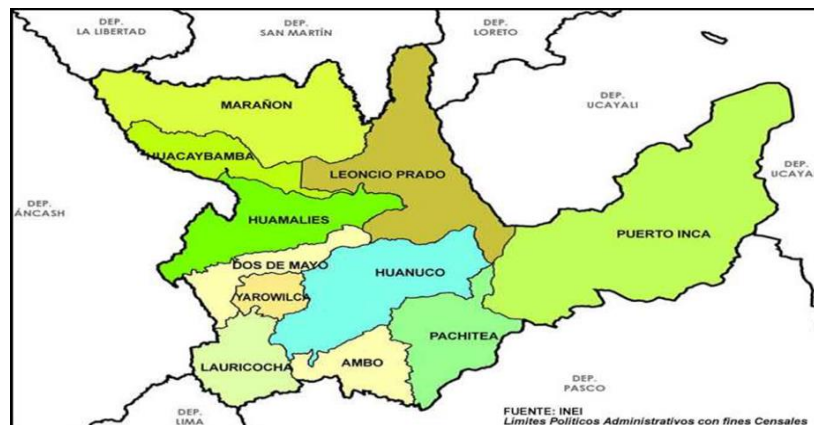 DEP.
LA LIBERTAD
DEP.
SAN MARTÍN
DEP.
LORETO
MARAÑON
DEP.
UCAYALI
HUACAYBAMBA
LEONCIO PRADO
DEP.
UCAYA
DEP.
ÁNCASH
HUAMALIES
PUERTO INCA
DOS DE MAYO
HUANUCO
YAROWILCA
PACHITEA
LAURICOCHA
AMBO
DEP.
PASCO
DEP.
LIMA
FUENTE: INEI
Limites Politicos Administrativos con fines Censales